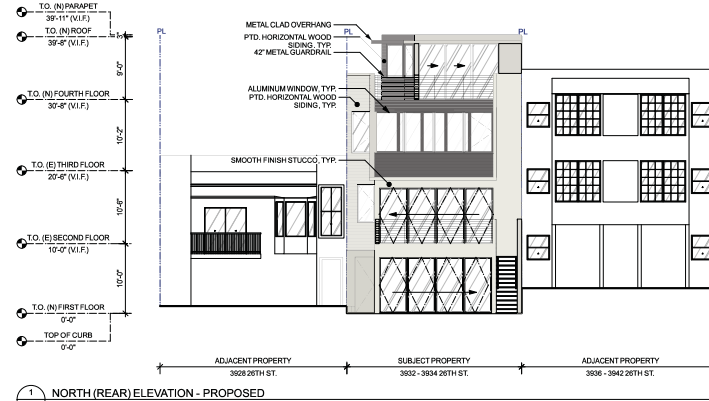 T.O. (N) PARAPET
39'-11" (V.I.F.)
T.O. (N) ROOF
39'-8" (V.I.F.)
3"
9'-0"
T.O. (N) FOURTH FLOOR
30'-8" (V.I.F.)
10'-2"
T.O. (E) THIRD FLOOR
20'-6" (V.I.F.)
10'-6"
T.O. (E) SECOND FLOOR
10'-0" (V.I.F.)
10'-0"
T.O. (N) FIRST FLOOR
0'-0"
TOP OF CURB
0'-0"
PL
PL
PL
METAL CLAD OVERHANG
PTD. HORIZONTAL WOOD
SIDING, TYP.
42" METAL GUARDRAIL
ALUMINUM WINDOW, TYP.
PTD. HORIZONTAL WOOD
SIDING, TYP.
SMOOTH FINISH STUCCO, TYP.
ADJACENT PROPERTY
3928 26TH ST.
SUBJECT PROPERTY
3932 - 3934 26TH ST.
ADJACENT PROPERTY
3936 - 3942 26TH ST.
1 NORTH (REAR) ELEVATION - PROPOSED